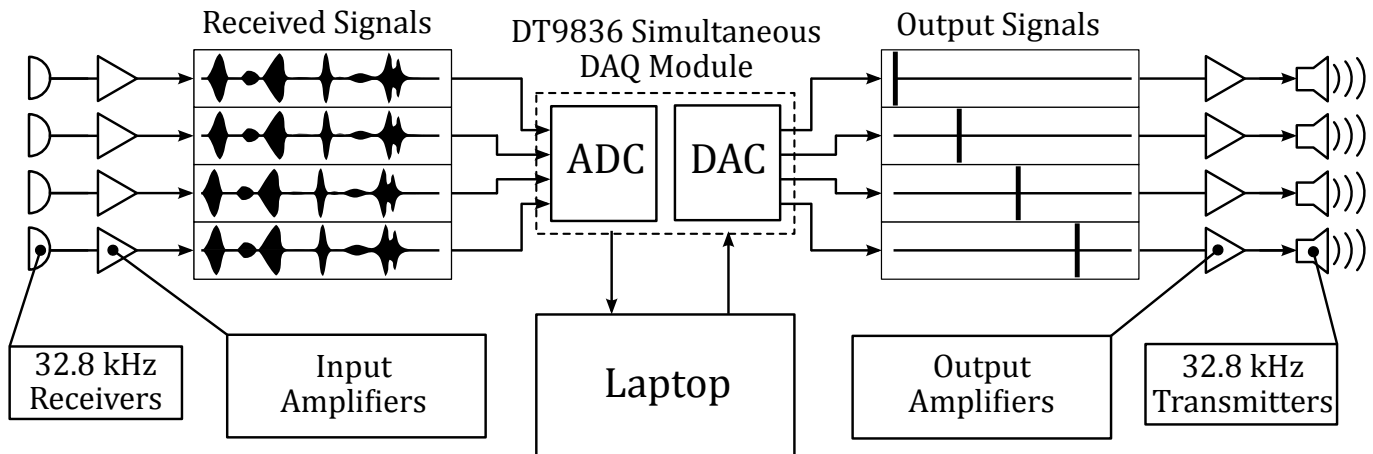 Received Signals
DT9836 Simultaneous
DAQ Module
Output Signals
ADC
DAC
32.8 kHz
Receivers
Input
Amplifiers
Laptop
Output
Amplifiers
32.8 kHz
Transmitters